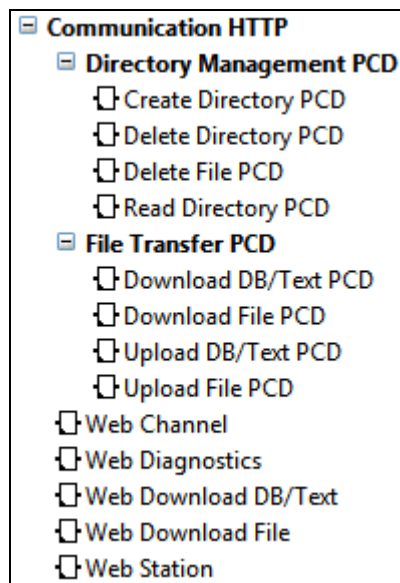 Communication HTTP
Directory Management PCD
Create Directory PCD
Delete Directory PCD
Delete File PCD
Read Directory PCD
File Transfer PCD
Download DB/Text PCD
Download File PCD
Upload DB/Text PCD
Upload File PCD
Web Channel
Web Diagnostics
Web Download DB/Text
Web Download File
Web Station